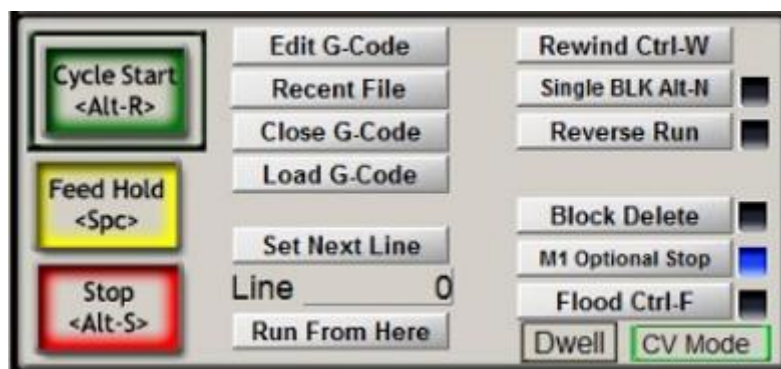 Cycle Start
<Alt-R>
Feed Hold
<Spc>
Stop
<Alt-S>
Edit G-Code
Recent File
Close G-Code
Load G-Code
Set Next Line
Line 0
Run From Here
Rewind Ctrl-W
Single BLK Alt-N
Reverse Run
Block Delete
M1 Optional Stop
Flood Ctrl-F
Dwell
CV Mode